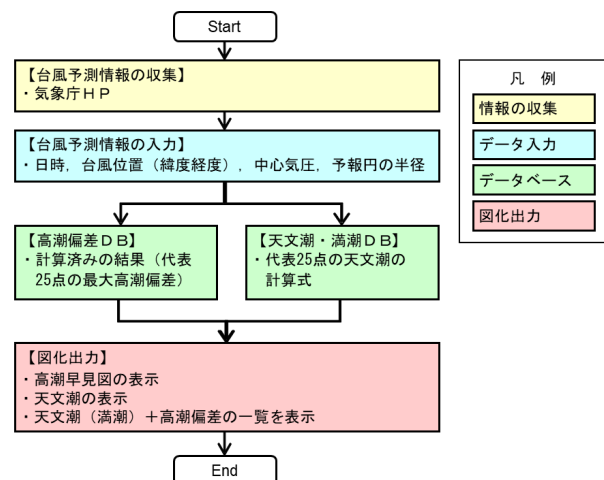 Start
【台風予測情報の収集】
・気象庁ＨＰ
【台風予測情報の入力】
・日時，台風位置（緯度経度），中心気圧，予報円の半径
【高潮偏差ＤＢ】
・計算済みの結果（代表
25点の最大高潮偏差）
【天文潮・満潮ＤＢ】
・代表25点の天文潮の
計算式
【図化出力】
・高潮早見図の表示
・天文潮の表示
・天文潮（満潮）＋高潮偏差の一覧を表示
End
凡　例
情報の収集
データ入力
データベース
図化出力